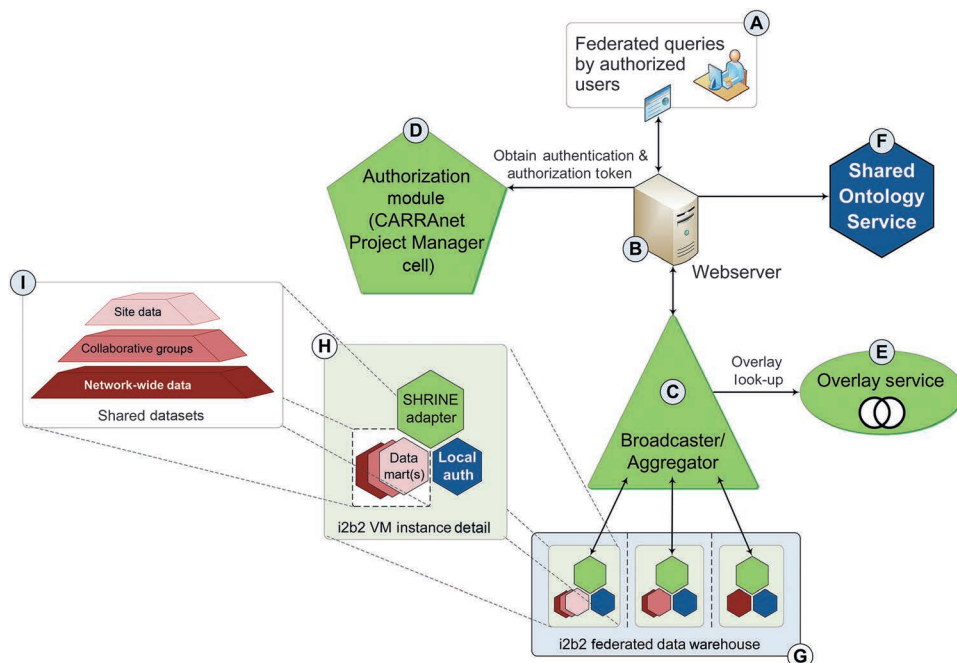 A
Federated queries
by authorized
users
D
Obtain authentication &
authorization token
F
Authorization
module
(CARRAnet
Project Manager
cell)
Shared
Ontology
Service
B
Webserver
I
Site data
Collaborative groups
Network-wide data
Shared datasets
H
SHRINE
adapter
Data
mart(s)
Local
auth
i2b2 VM instance detail
C
Broadcaster/
Aggregator
Overlay
look-up
E
Overlay service
i2b2 federated data warehouse
G